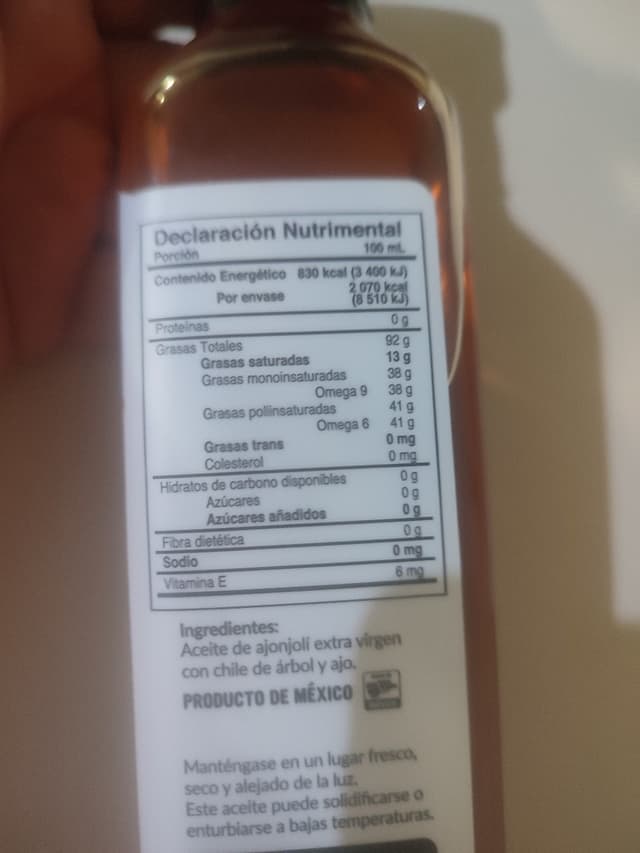 Declaración Nutrimental
Porción 100 mL
Contenido Energético 830 kcal (3 400 kJ)
Por envase 2 070 kcal (8 510 kJ)
Proteínas 0 g
Grasas Totales 92 g
Grasas saturadas 13 g
Grasas monoinsaturadas 38 g
Omega 9 38 g
Grasas poliinsaturadas 41 g
Omega 6 41 g
Grasas trans 0 mg
Colesterol 0 mg
Hidratos de carbono disponibles 0 g
Azúcares 0 g
Azúcares añadidos 0 g
Fibra dietética 0 g
Sodio 0 mg
Vitamina E 6 mg
Ingredientes:
Aceite de ajonjolí extra virgen
con chile de árbol y ajo.
PRODUCTO DE MÉXICO
Manténgase en un lugar fresco,
seco y alejado de la luz.
Este aceite puede solidificarse o
enturbiarse a bajas temperaturas.